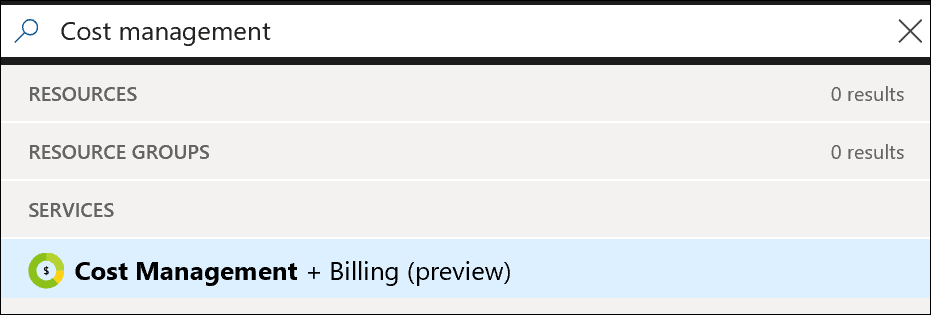 Cost management
RESOURCES 0 results
RESOURCE GROUPS 0 results
SERVICES
$ Cost Management + Billing (preview)